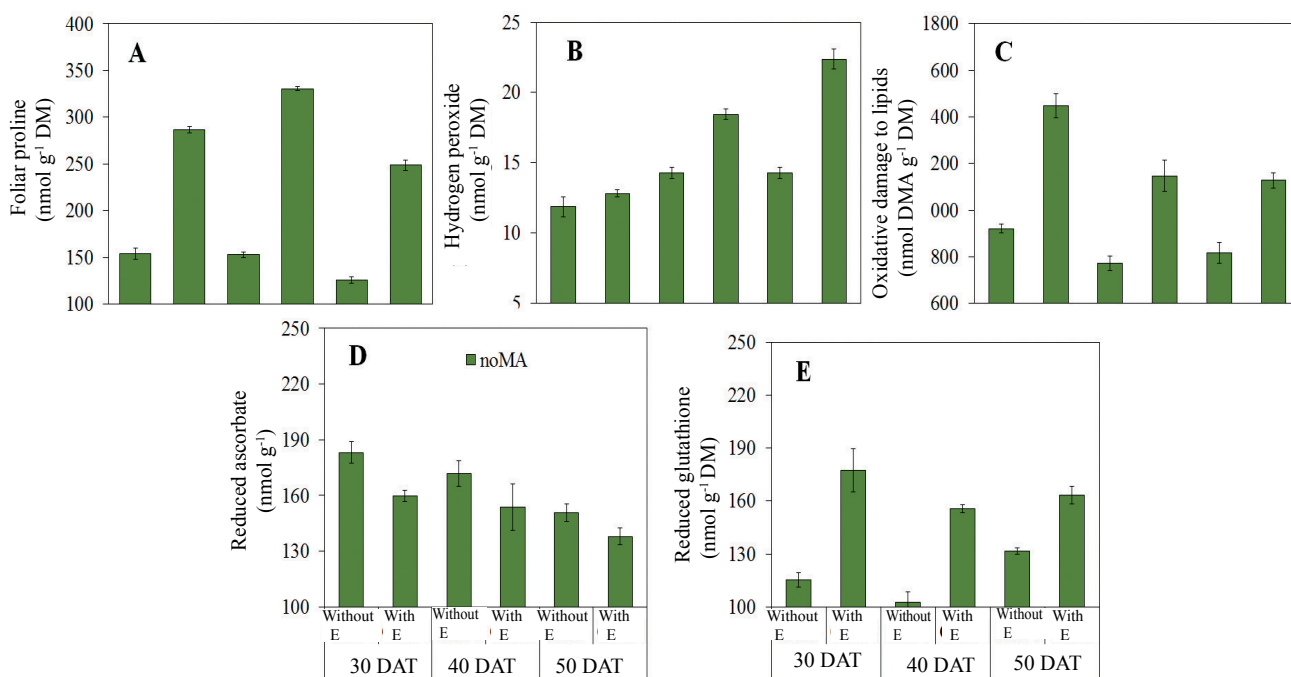 A
Foliar proline
(nmol g-1 DM)
400
350
300
250
200
150
100
B
Hydrogen peroxide
(nmol g-1 DM)
25
20
15
10
5
C
Oxidative damage to lipids
(nmol DMA g-1 DM)
1800
600
400
200
000
800
600
D
noMA
Reduced ascorbate
(nmol g-1)
250
220
190
160
130
100
Without E
With E
Without E
With E
Without E
With E
30 DAT
40 DAT
50 DAT
E
Reduced glutathione
(nmol g-1 DM)
250
220
190
160
130
100
Without E
With E
Without E
With E
Without E
With E
30 DAT
40 DAT
50 DAT